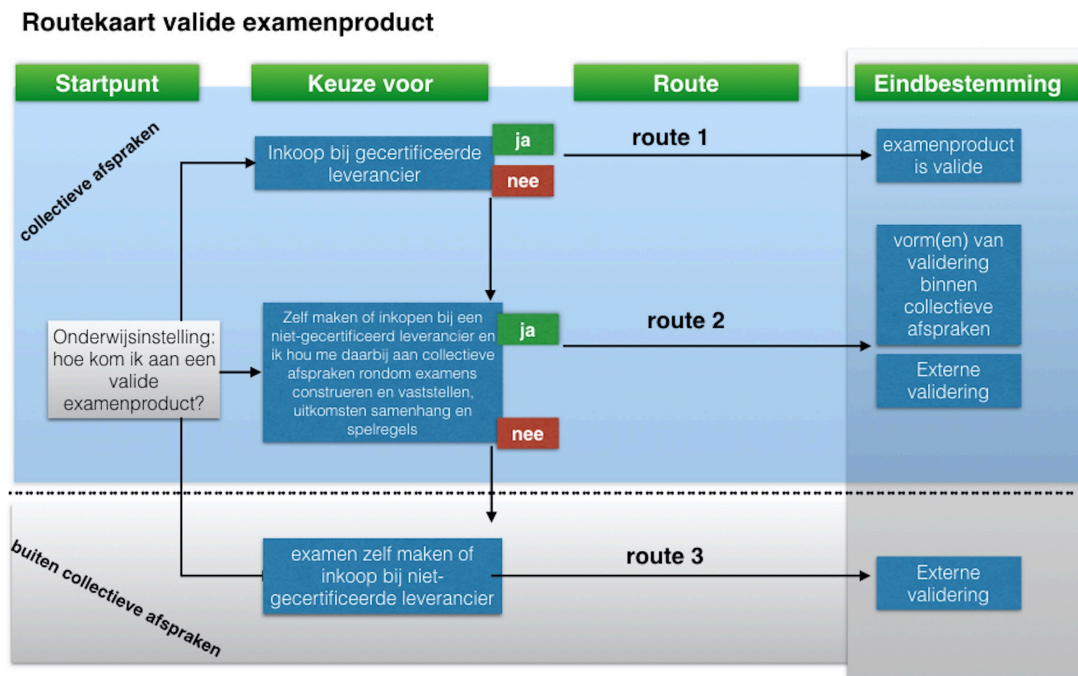 Routekaart valide examenproduct
Startpunt
Keuze voor
Route
Eindbestemming
collectieve afspraken
Inkoop bij gecertificeerde
leverancier
ja
nee
route 1
examenproduct
is valide
Onderwijsinstelling:
hoe kom ik aan een
valide
examenproduct?
Zelf maken of inkopen bij een
niet-gecertificeerd leverancier en
ik hou me daarbij aan collectieve
afspraken rondom examens
construeren en vaststellen,
uitkomsten samenhang en
spelregels
ja
nee
route 2
vorm(en) van
validering
binnen
collectieve
afspraken
Externe
validering
buiten collectieve afspraken
examen zelf maken of
inkoop bij niet-
gecertificeerde leverancier
route 3
Externe
validering